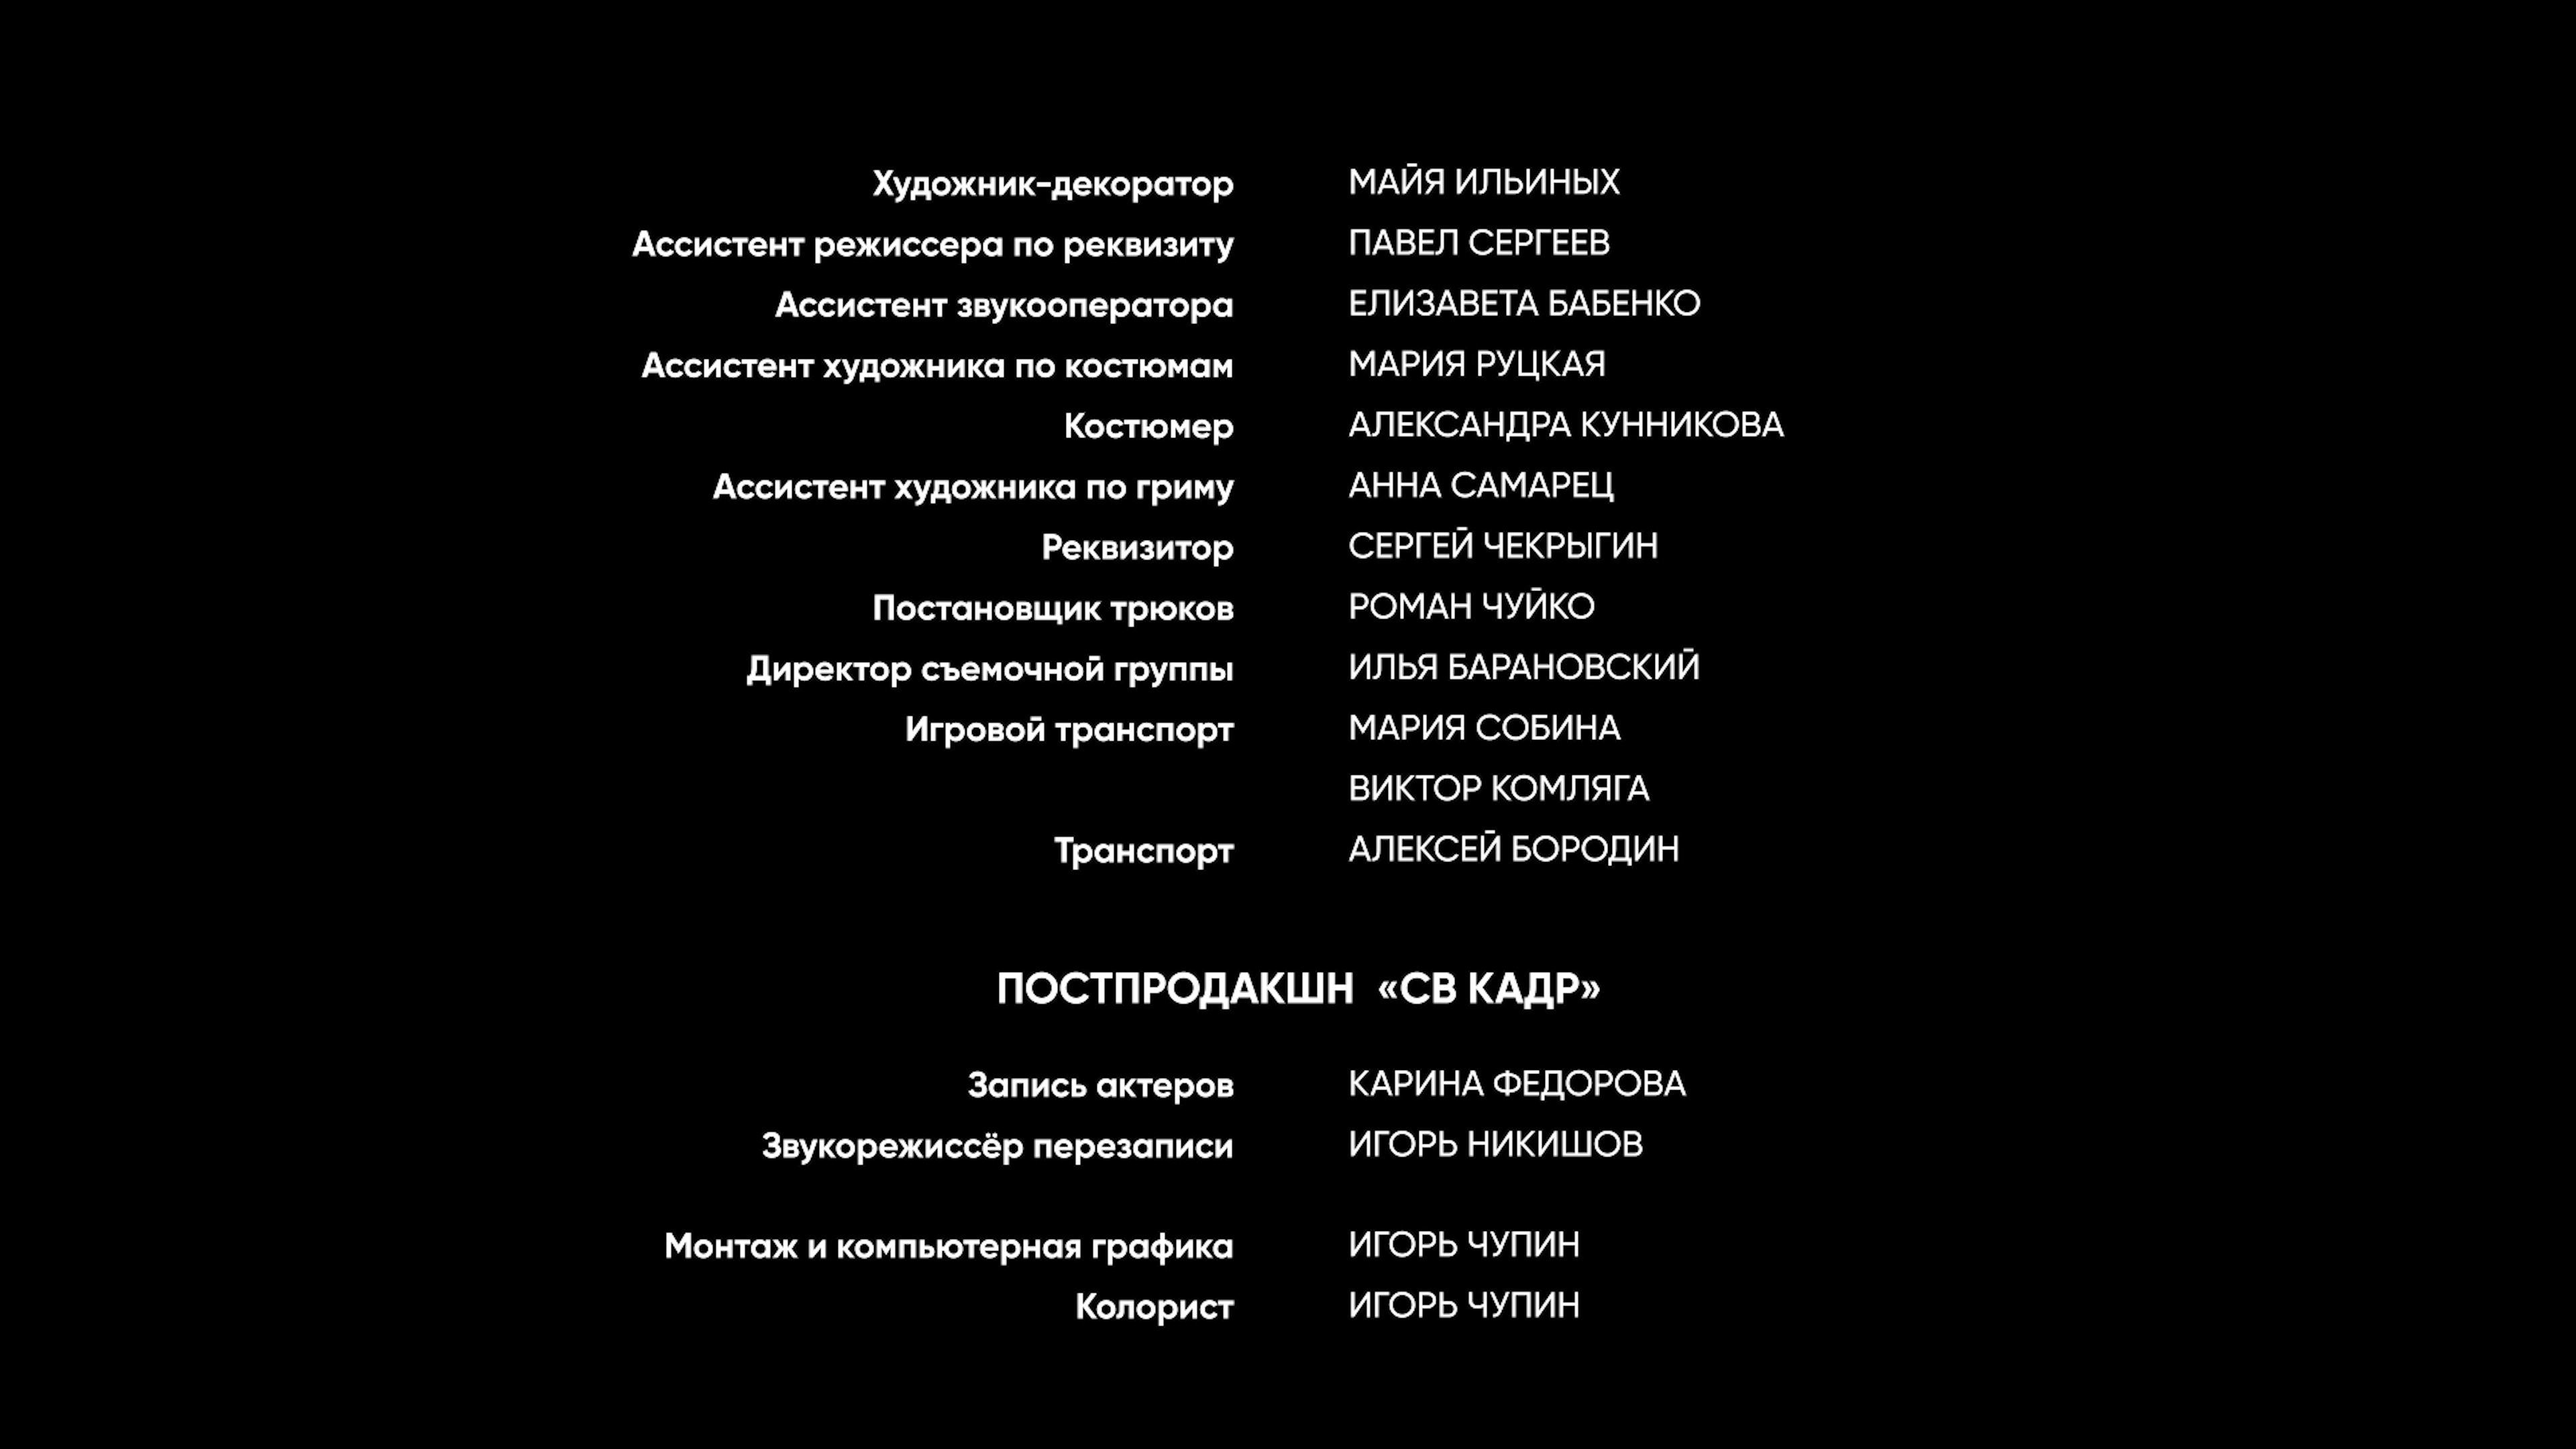 Художник-декоратор МАЙЯ ИЛЬИНЫХ
Ассистент режиссера по реквизиту ПАВЕЛ СЕРГЕЕВ
Ассистент звукооператора ЕЛИЗАВЕТА БАБЕНКО
Ассистент художника по костюмам МАРИЯ РУЦКАЯ
Костюмер АЛЕКСАНДРА КУННИКОВА
Ассистент художника по гриму АННА САМАРЕЦ
Реквизитор СЕРГЕЙ ЧЕКРЫГИН
Постановщик трюков РОМАН ЧУЙКО
Директор съемочной группы ИЛЬЯ БАРАНОВСКИЙ
Игровой транспорт МАРИЯ СОБИНА
ВИКТОР КОМЛЯГА
Транспорт АЛЕКСЕЙ БОРОДИН
ПОСТПРОДАКШН «СВ КАДР»
Запись актеров КАРИНА ФЕДОРОВА
Звукорежиссёр перезаписи ИГОРЬ НИКИШОВ
Монтаж и компьютерная графика ИГОРЬ ЧУПИН
Колорист ИГОРЬ ЧУПИН